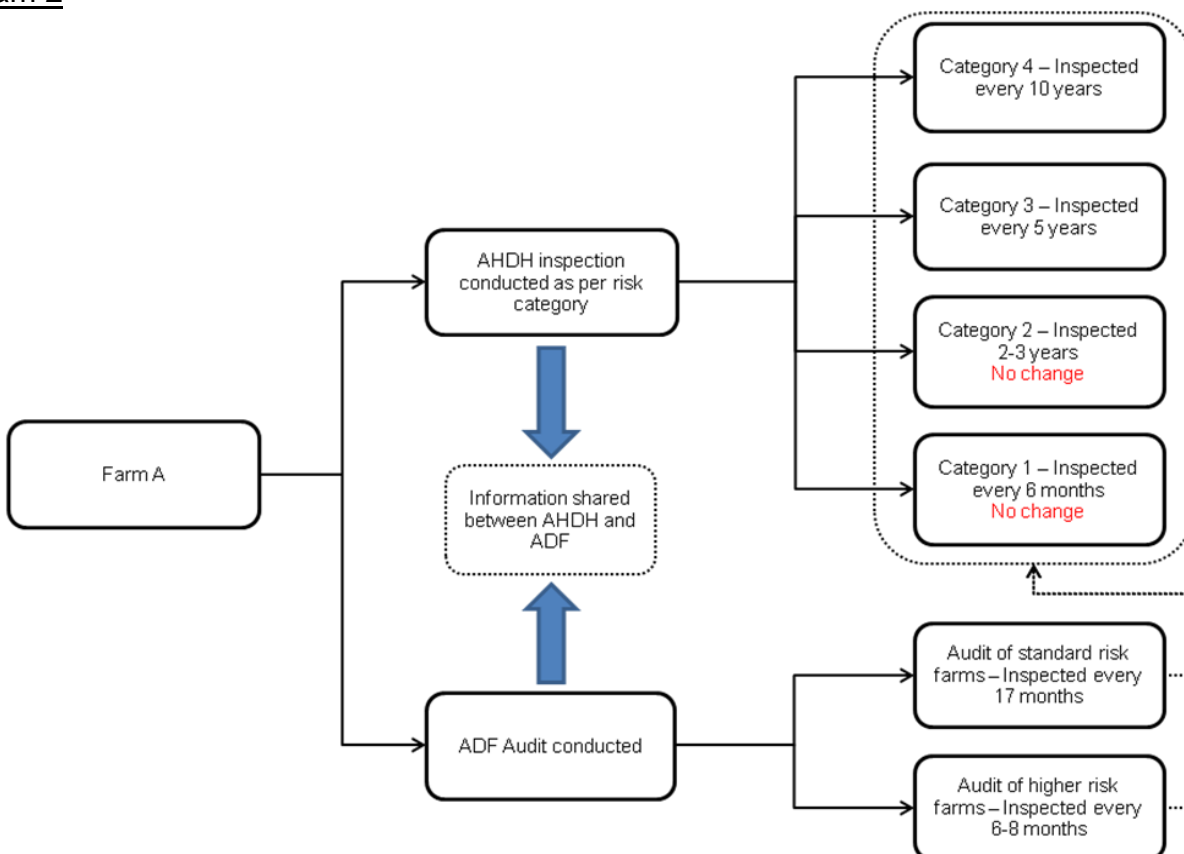 Category 4 – Inspected
every 10 years
Category 3 – Inspected
every 5 years
AHDH inspection
conducted as per risk
category
Category 2 – Inspected
2-3 years
No change
Farm A
Category 1 – Inspected
every 6 months
No change
Information shared
between AHDH and
ADF
Audit of standard risk
farms – Inspected every
17 months
ADF Audit conducted
Audit of higher risk
farms – Inspected every
6-8 months